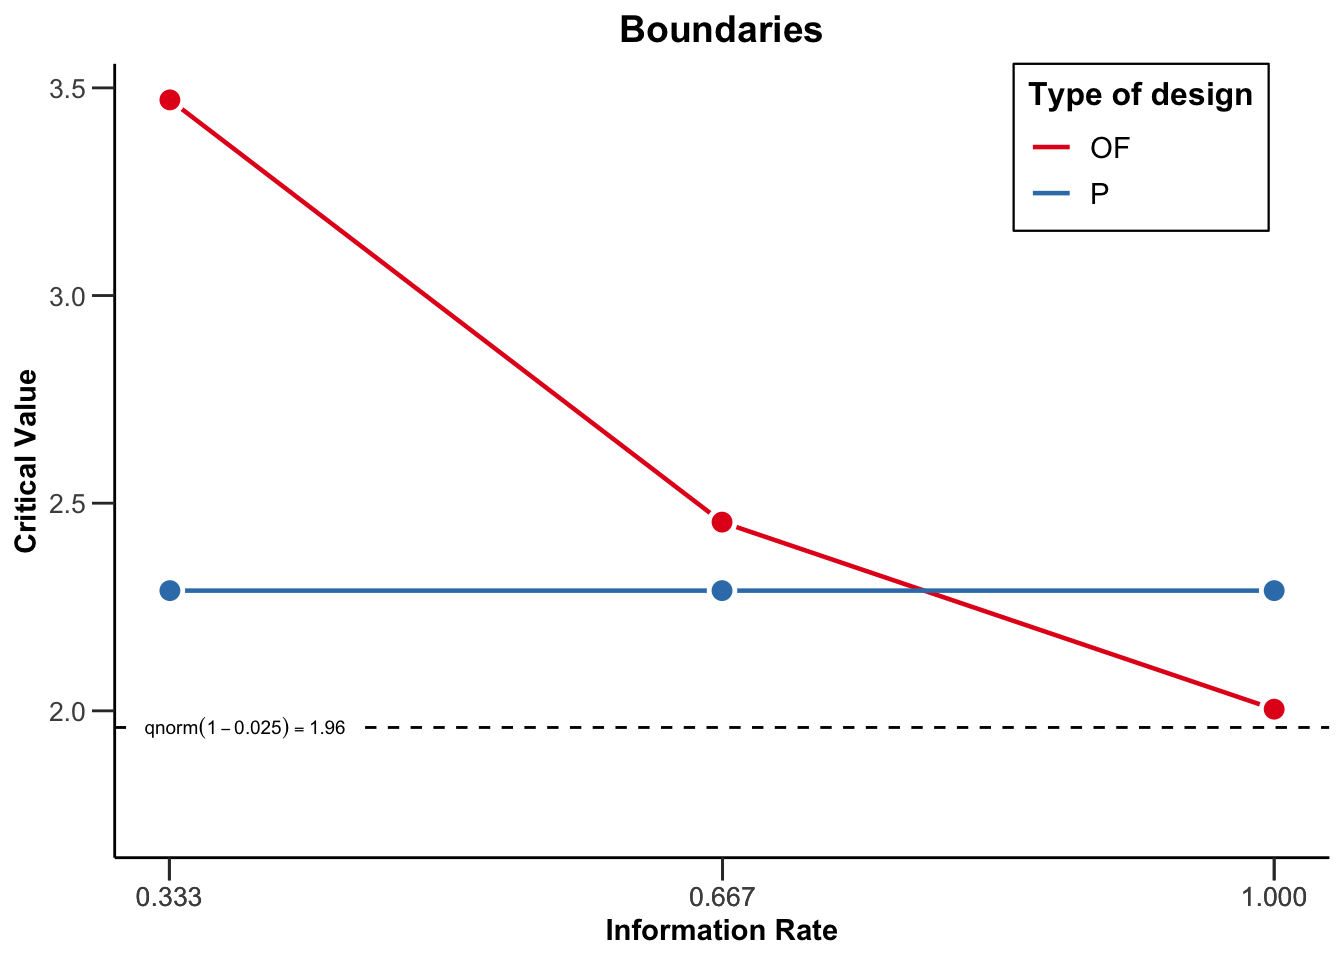 Boundaries
Type of design
OF
P
Critical Value
3.5
3.0
2.5
2.0
qnorm(1 − 0.025) = 1.96
0.333
0.667
1.000
Information Rate